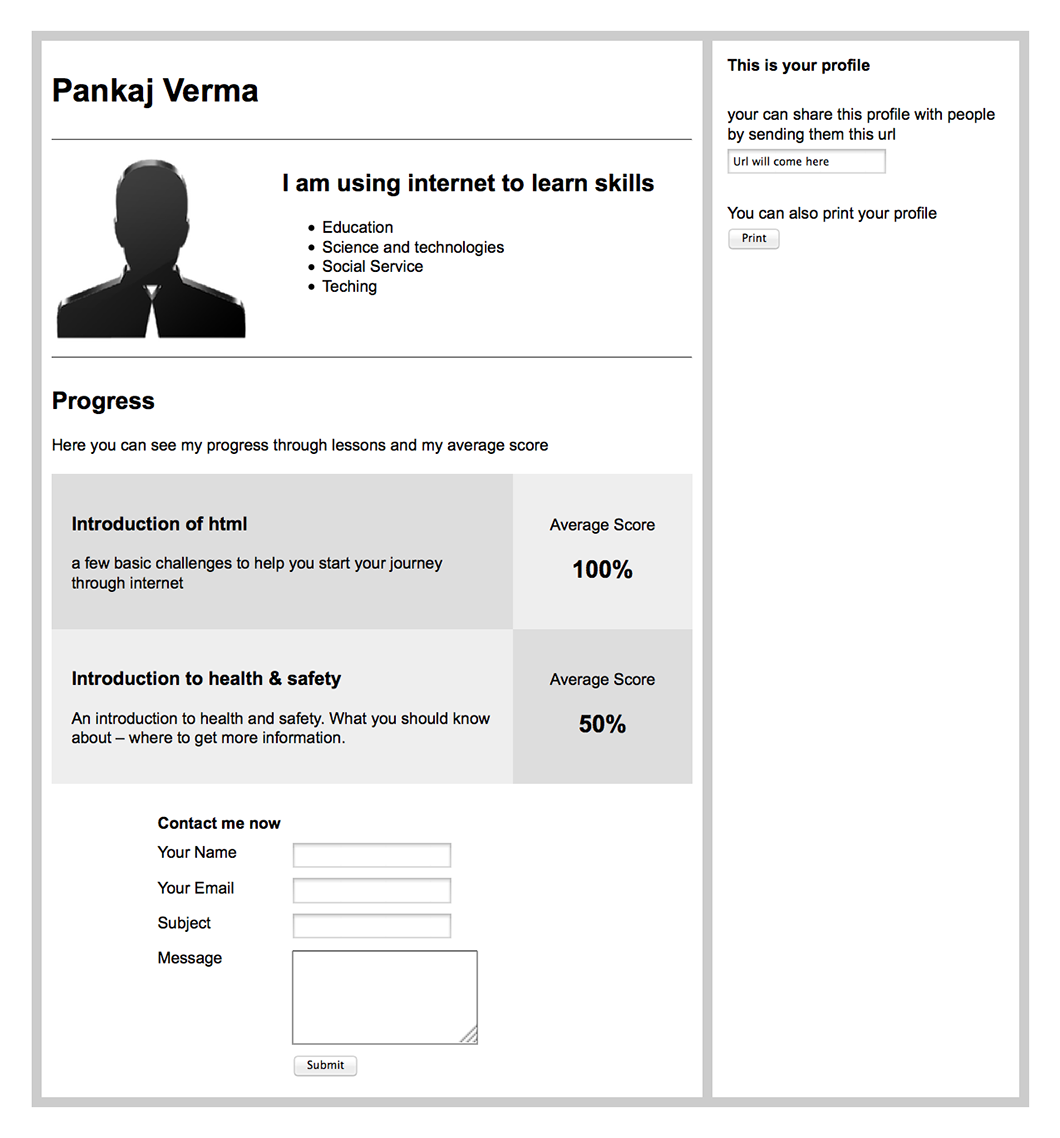 Pankaj Verma
I am using internet to learn skills
Education
Science and technologies
Social Service
Teching
Progress
Here you can see my progress through lessons and my average score
Introduction of html
a few basic challenges to help you start your journey
through internet
Average Score
100%
Introduction to health & safety
An introduction to health and safety. What you should know
about – where to get more information.
Average Score
50%
Contact me now
Your Name
Your Email
Subject
Message
Submit
This is your profile
your can share this profile with people
by sending them this url
Url will come here
You can also print your profile
Print